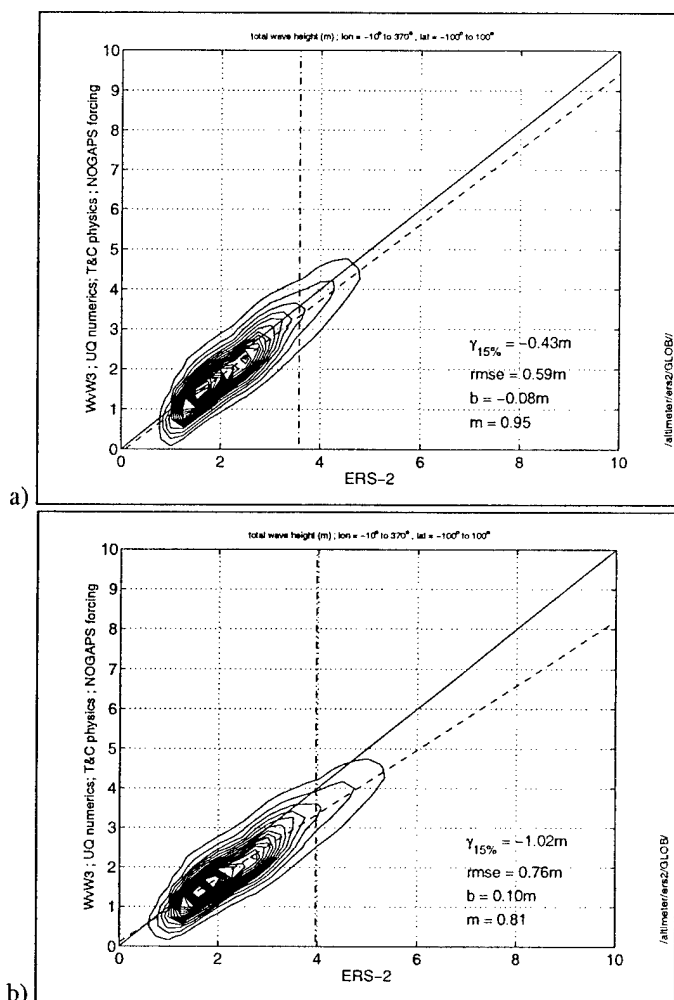 total wave height (m) ; lon = −10° to 370° , lat = −100° to 100°
WvW3 ; UQ numerics; T&C physics ; NOGAPS forcing
10
9
8
7
6
5
4
3
2
1
0
γ15% = −0.43m
rmse = 0.59m
b = −0.08m
m = 0.95
0 2 4 6 8 10
ERS-2
/altimeter/ers2/GLOB//
a)
total wave height (m) ; lon = −10° to 370° , lat = −100° to 100°
WvW3 ; UQ numerics; T&C physics ; NOGAPS forcing
10
9
8
7
6
5
4
3
2
1
0
γ15% = −1.02m
rmse = 0.76m
b = 0.10m
m = 0.81
0 2 4 6 8 10
ERS-2
/altimeter/ers2/GLOB/
b)